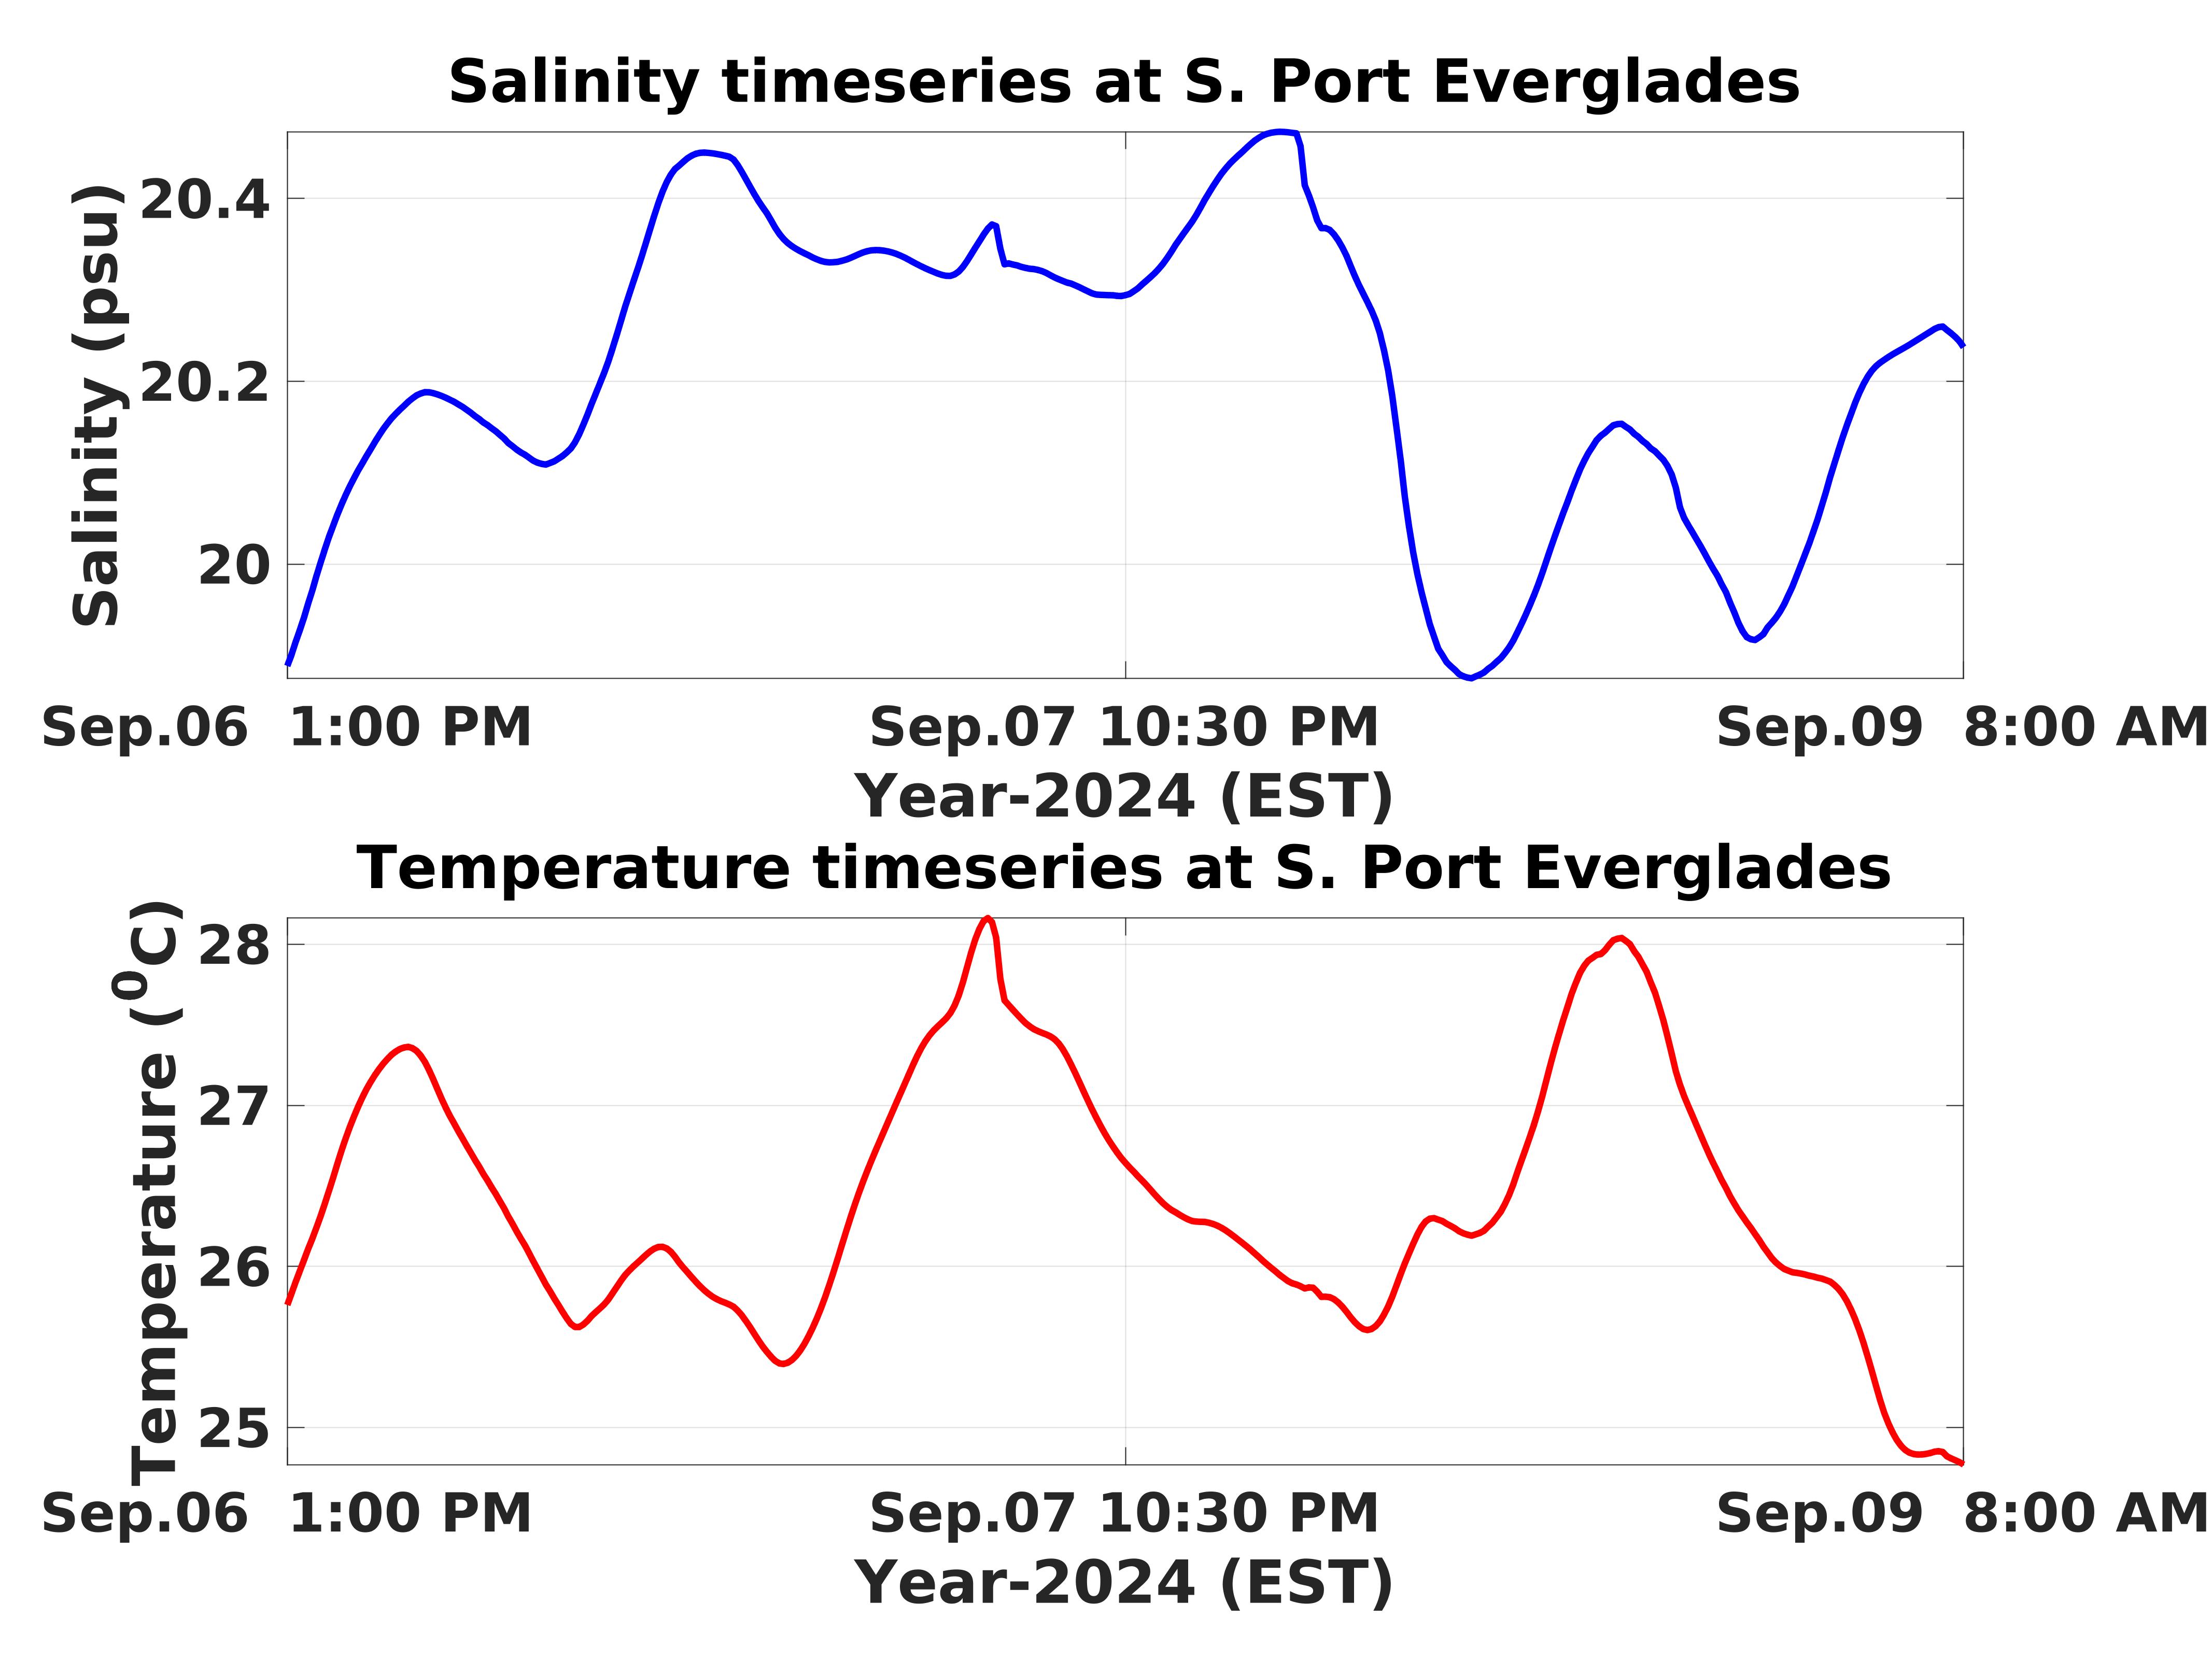 Salinity timeseries at S. Port Everglades
Salinity (psu)
20.4
20.2
20
Sep.06 1:00 PM Sep.07 10:30 PM Sep.09 8:00 AM
Year-2024 (EST)
Temperature timeseries at S. Port Everglades
Temperature (⁰C)
28
27
26
25
Sep.06 1:00 PM Sep.07 10:30 PM Sep.09 8:00 AM
Year-2024 (EST)